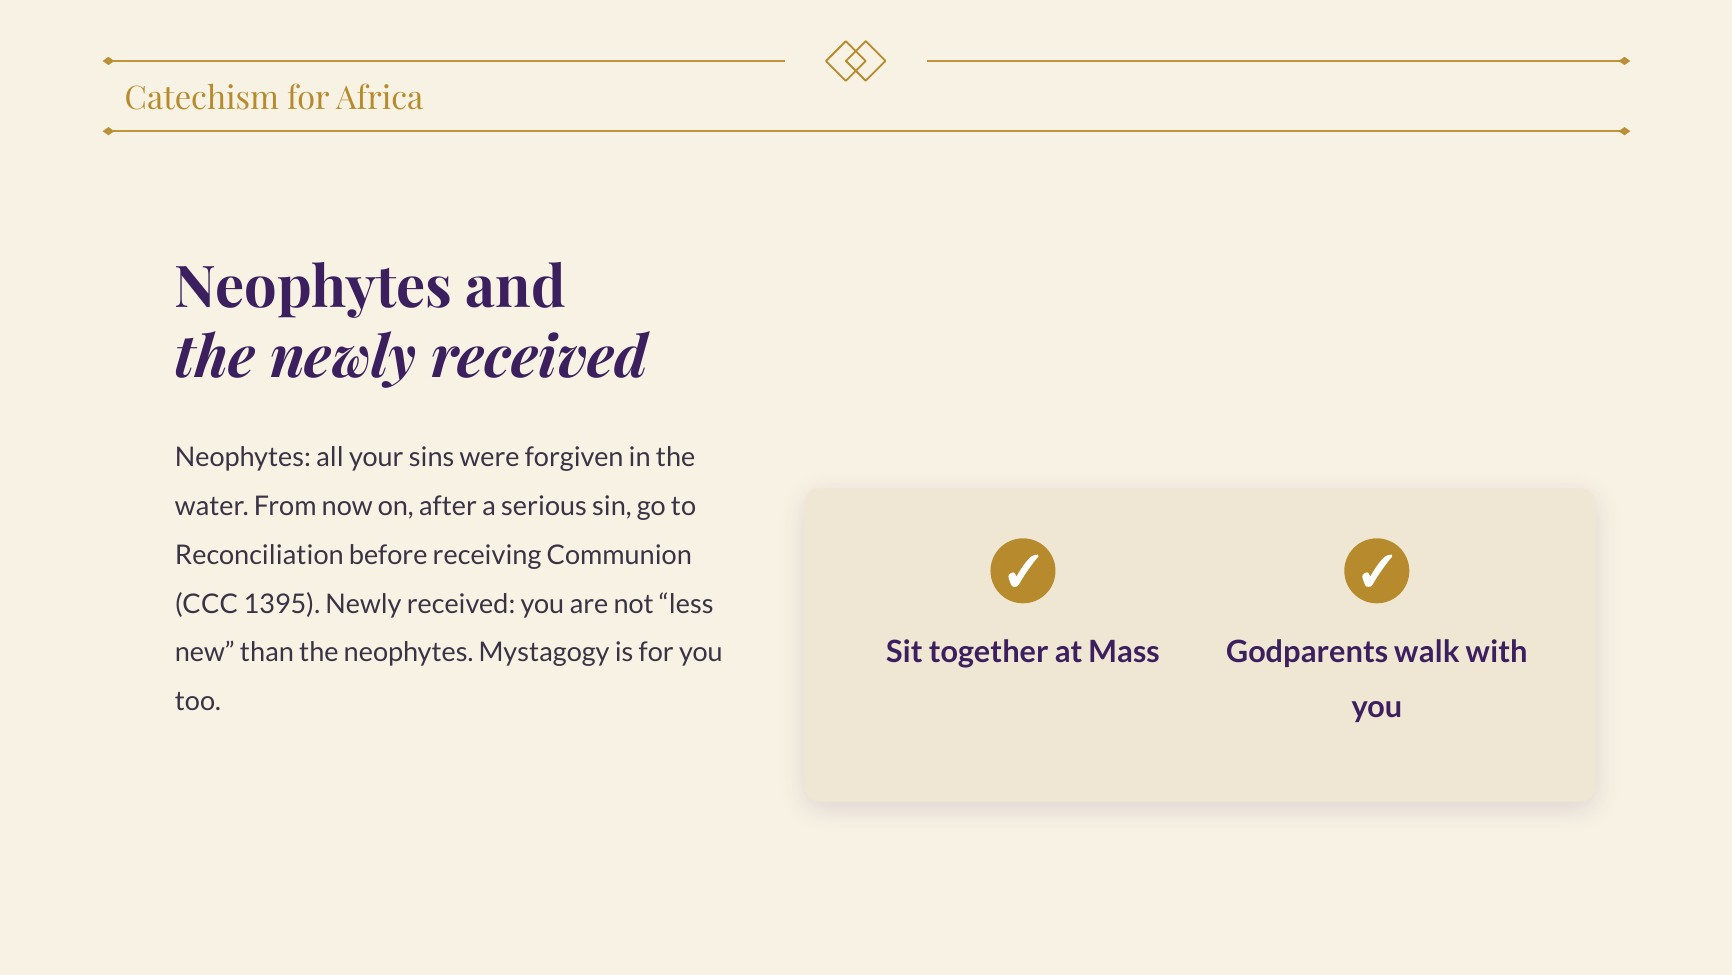 Catechism for Africa
Neophytes and
the newly received
Neophytes: all your sins were forgiven in the
water. From now on, after a serious sin, go to
Reconciliation before receiving Communion
(CCC 1395). Newly received: you are not “less
new” than the neophytes. Mystagogy is for you
too.
✓
Sit together at Mass
✓
Godparents walk with
you